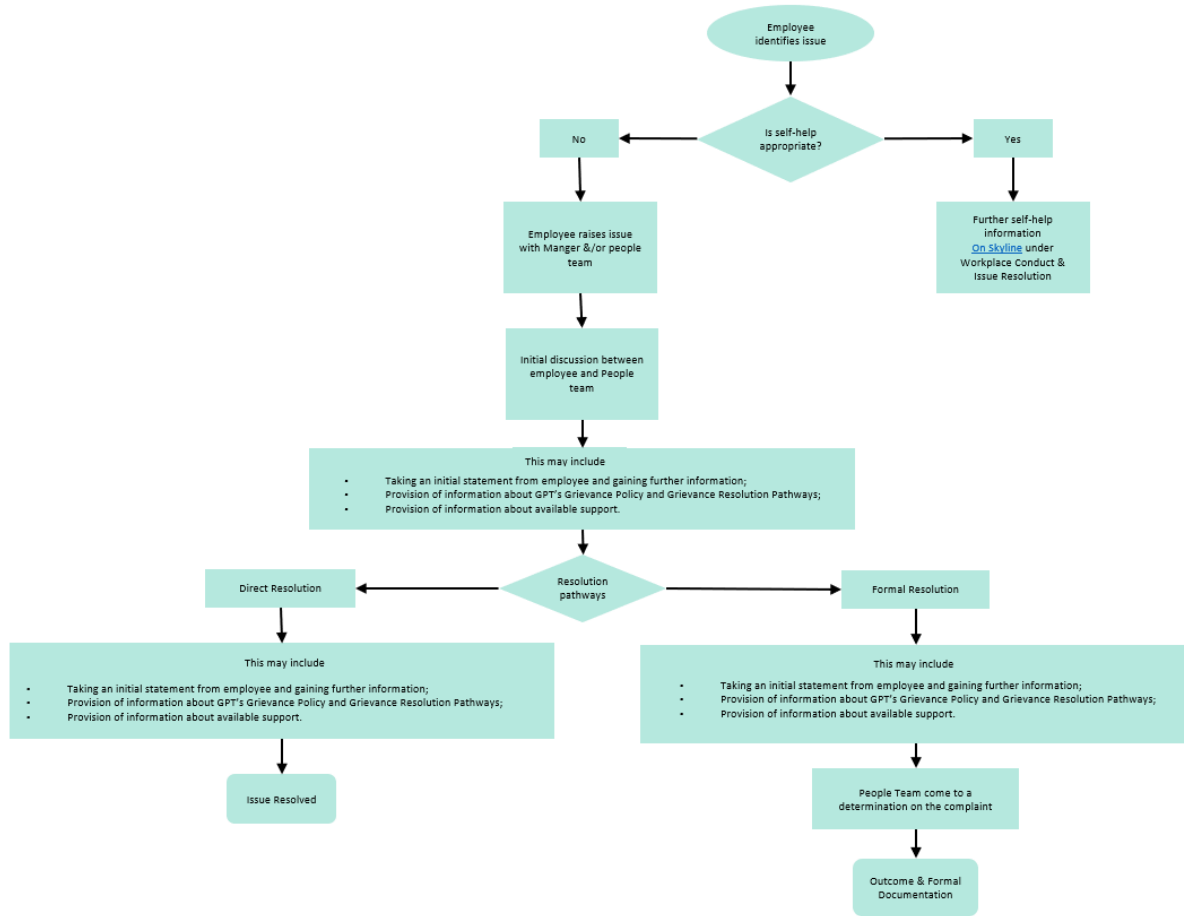 Employee
identifies issue
Is self-help
appropriate?
No
Yes
Employee raises issue
with Manger &/or people
team
Further self-help
information
On Skyline under
Workplace Conduct &
Issue Resolution
Initial discussion between
employee and People
team
This may include
• Taking an initial statement from employee and gaining further information;
• Provision of information about GPT's Grievance Policy and Grievance Resolution Pathways;
• Provision of information about available support.
Resolution
pathways
Direct Resolution
Formal Resolution
This may include
• Taking an initial statement from employee and gaining further information;
• Provision of information about GPT's Grievance Policy and Grievance Resolution Pathways;
• Provision of information about available support.
This may include
• Taking an initial statement from employee and gaining further information;
• Provision of information about GPT's Grievance Policy and Grievance Resolution Pathways;
• Provision of information about available support.
Issue Resolved
People Team come to a
determination on the complaint
Outcome & Formal
Documentation